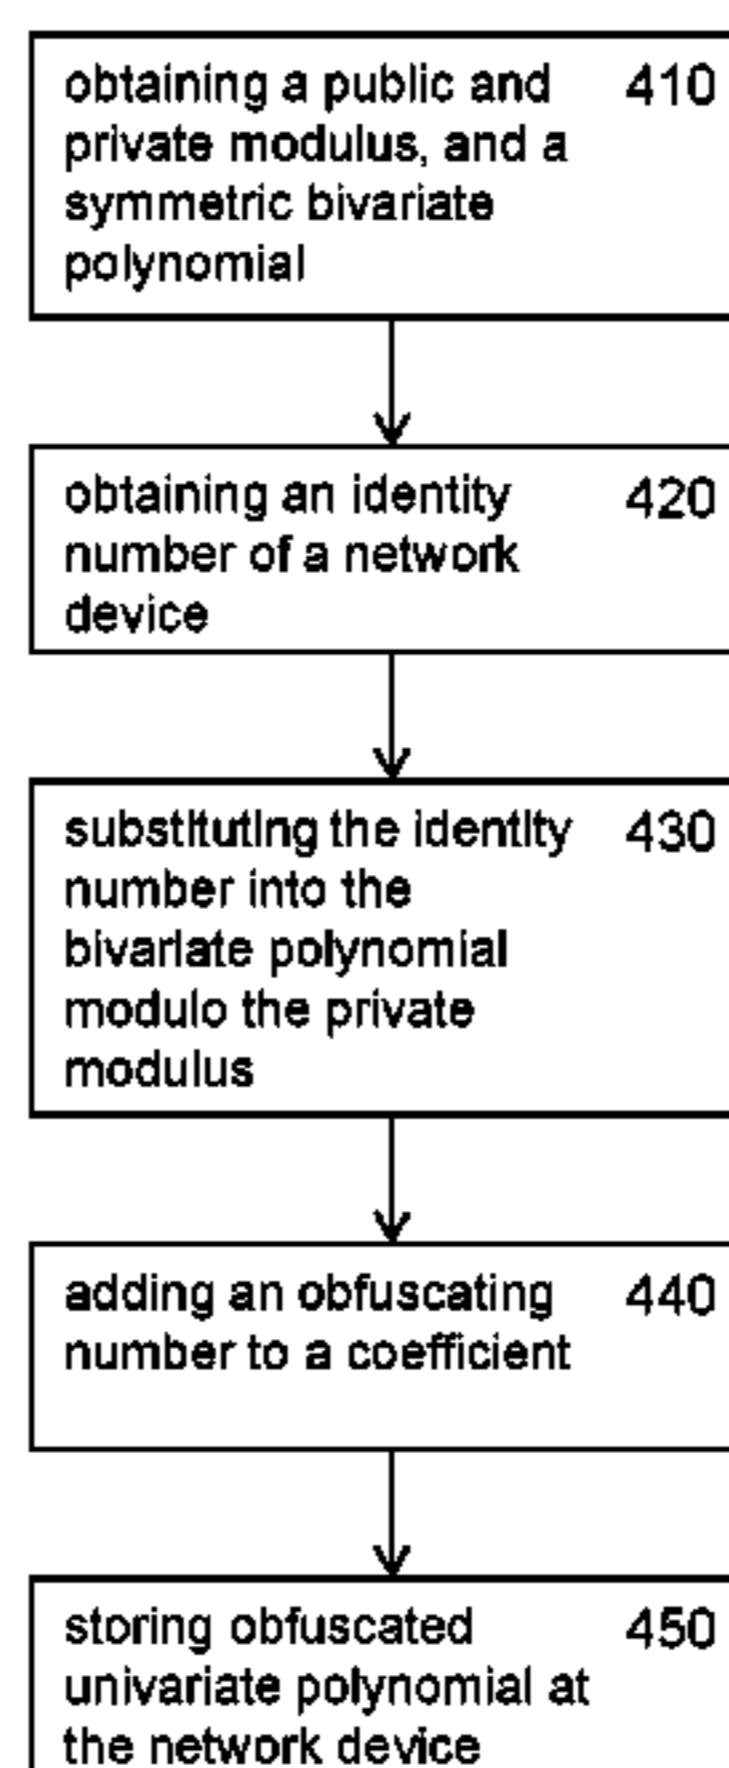 obtaining a public and 410
private modulus, and a
symmetric bivariate
polynomial
obtaining an identity 420
number of a network
device
substituting the identity 430
number into the
bivariate polynomial
modulo the private
modulus
adding an obfuscating 440
number to a coefficient
storing obfuscated 450
univariate polynomial at
the network device